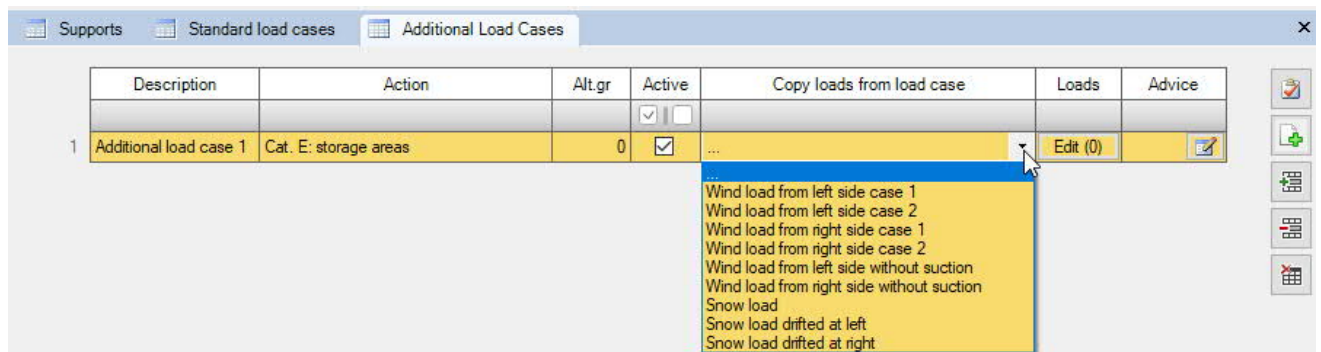 Supports Standard load cases Additional Load Cases
Description Action Alt.gr Active Copy loads from load case Loads Advice
1 Additional load case 1 Cat. E: storage areas 0 ... Edit (0)
...
Wind load from left side case 1
Wind load from left side case 2
Wind load from right side case 1
Wind load from right side case 2
Wind load from left side without suction
Wind load from right side without suction
Snow load
Snow load drifted at left
Snow load drifted at right